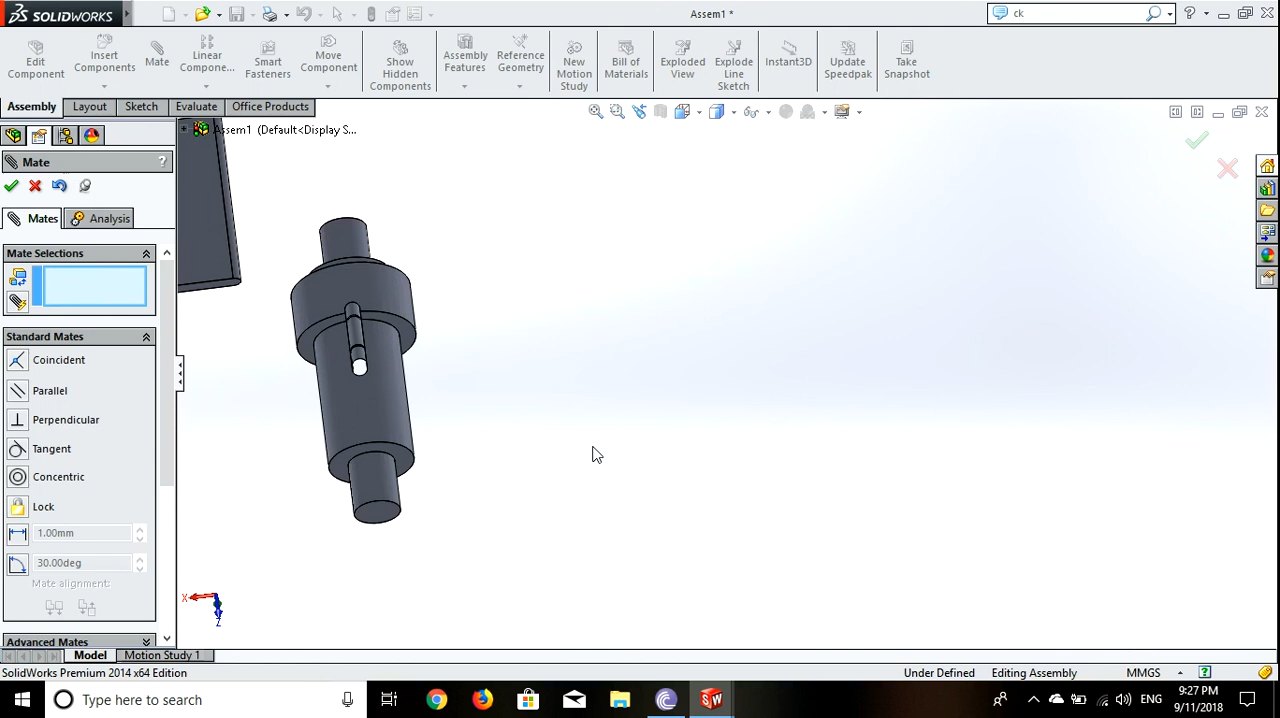 SOLIDWORKS
Assem1 *
ck
Edit Component
Insert Components
Mate
Linear Compone...
Smart Fasteners
Move Component
Show Hidden Components
Assembly Features
Reference Geometry
New Motion Study
Bill of Materials
Exploded View
Explode Line Sketch
Instant3D
Update Speedpak
Take Snapshot
Assembly
Layout
Sketch
Evaluate
Office Products
Assem1 (Default<Display S...
Mate
?
Mates
Analysis
Mate Selections
Standard Mates
Coincident
Parallel
Perpendicular
Tangent
Concentric
Lock
1.00mm
30.00deg
Mate alignment:
Advanced Mates
X
Z
Model
Motion Study 1
SolidWorks Premium 2014 x64 Edition
Under Defined
Editing Assembly
MMGS
?
Type here to search
ENG
9:27 PM
9/11/2018